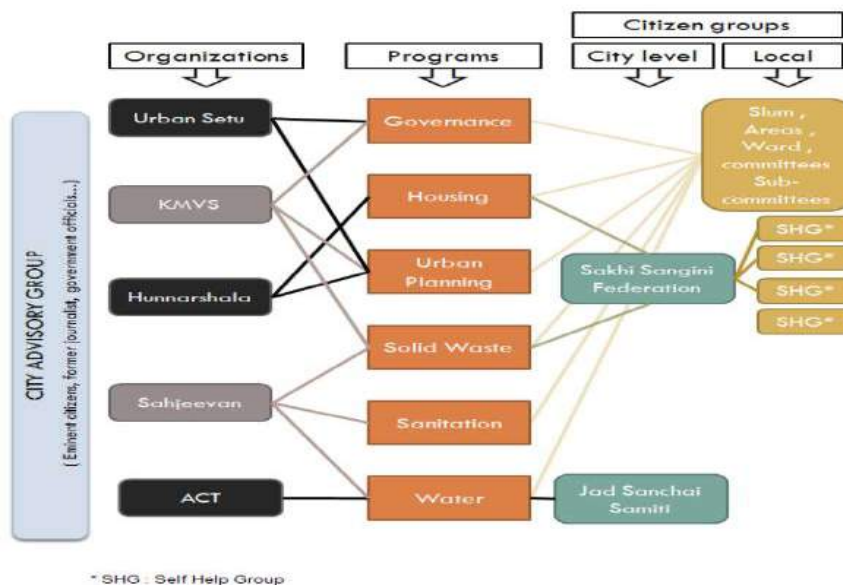 Citizen groups
Organizations
Programs
City level
Local
CITY ADVISORY GROUP
( Eminent citizens, former journalist, government officials...)
Urban Setu
KMVS
Hunnarshala
Sahjeevan
ACT
Governance
Housing
Urban
Planning
Solid Waste
Sanitation
Water
Sakhi Sangini
Federation
Jad Sanchai
Samiti
Slum ,
Areas ,
Ward ,
committees
Sub-
committees
SHG*
SHG*
SHG*
SHG*
* SHG : Self Help Group